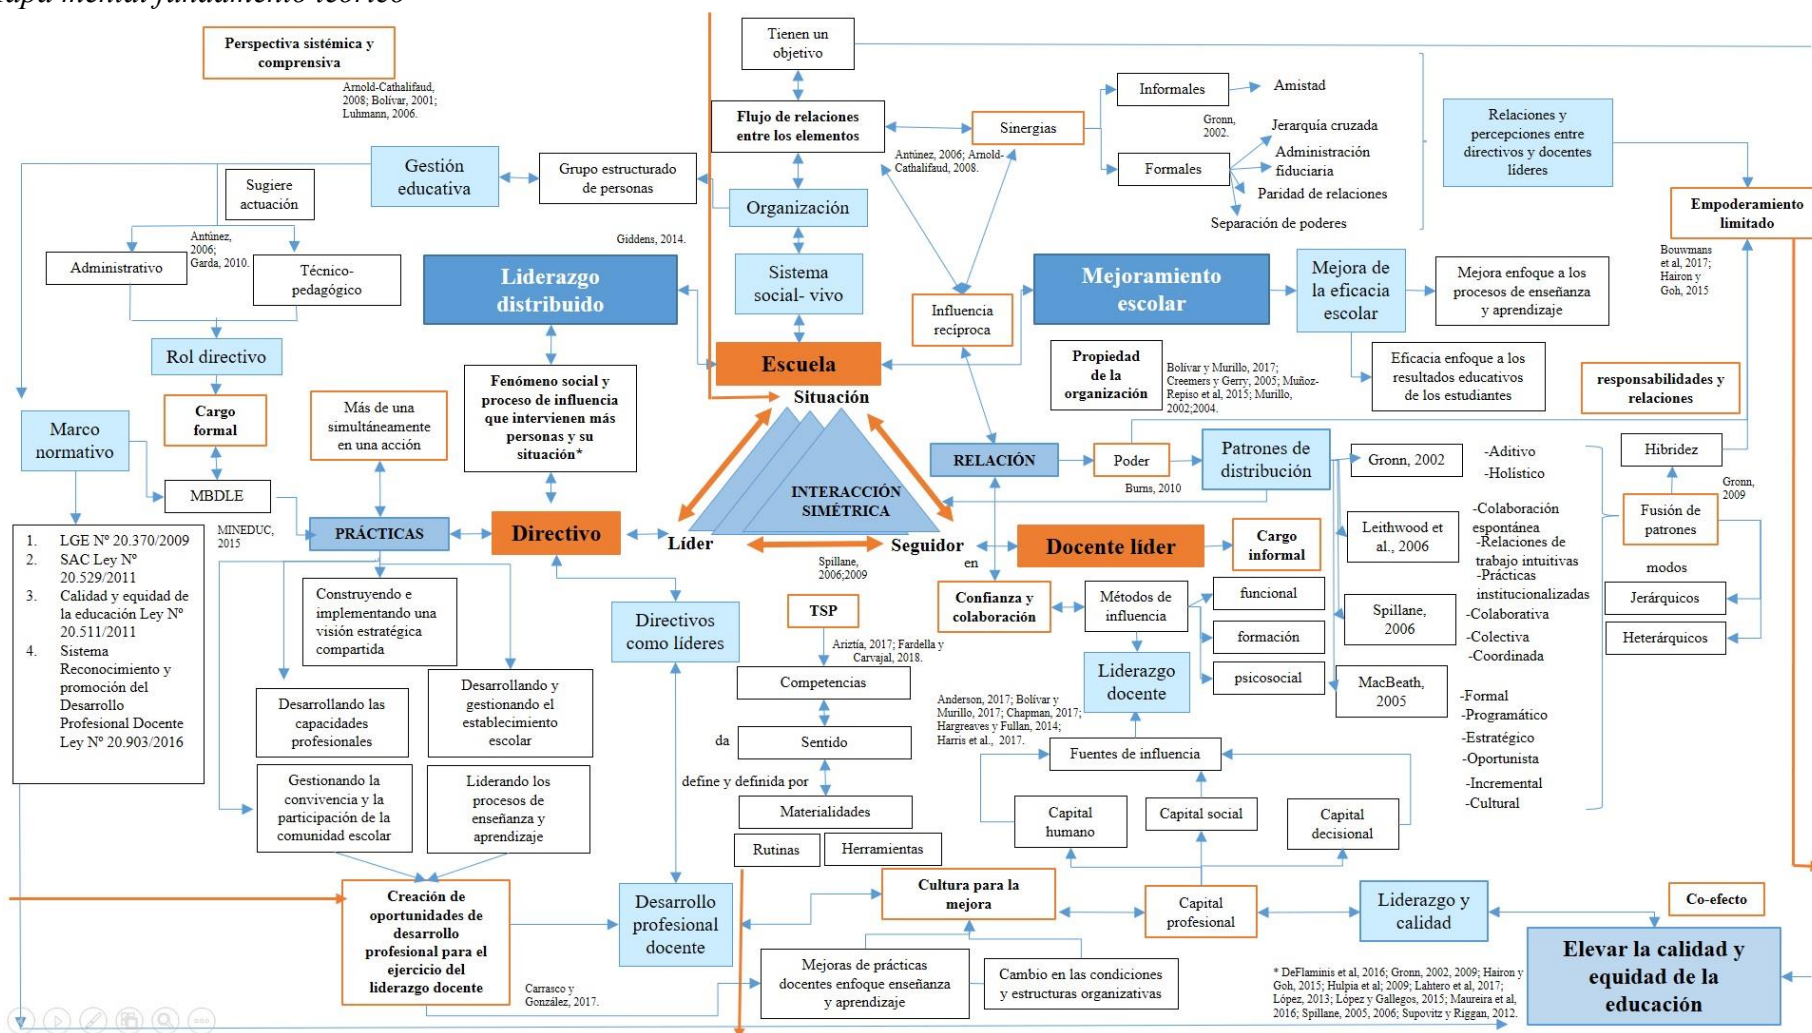 mapa mental fundamento teórico
Perspectiva sistémica y
comprensiva
Arnold-Cathalifaud,
2008; Bolívar, 2001;
Luhmann, 2006.
Tienen un
objetivo
Flujo de relaciones
entre los elementos
Sinergias
Antúnez, 2006; Arnold-
Cathalifaud, 2008.
Informales
Amistad
Gronn,
2002.
Formales
Jerarquía cruzada
Administración
fiduciaria
Paridad de relaciones
Separación de poderes
Relaciones y
percepciones entre
directivos y docentes
líderes
Empoderamiento
limitado
Bouwmans
et al, 2017;
Hairon y
Goh, 2015
Gestión
educativa
Grupo estructurado
de personas
Organización
Sugiere
actuación
Antúnez,
2006;
Garda, 2010.
Administrativo
Técnico-
pedagógico
Giddens, 2014.
Liderazgo
distribuido
Sistema
social- vivo
Influencia
recíproca
Mejoramiento
escolar
Mejora de
la eficacia
escolar
Mejora enfoque a los
procesos de enseñanza
y aprendizaje
Eficacia enfoque a los
resultados educativos
de los estudiantes
responsabilidades y
relaciones
Rol directivo
Cargo
formal
MBDLE
MINEDUC,
2015
Marco
normativo
Más de una
simultáneamente
en una acción
Fenómeno social y
proceso de influencia
que intervienen más
personas y su
situación*
Escuela
Situación
Propiedad
de la
organización
Bolívar y Murillo, 2017;
Creemers y Gerry, 2005; Muñoz-
Repiso et al, 2015; Murillo,
2002;2004.
RELACIÓN
Poder
Burns, 2010
Patrones de
distribución
Gronn, 2002
-Aditivo
-Holístico
Hibridez
Gronn,
2009
Fusión de
patrones
modos
Jerárquicos
Heterárquicos
Leithwood et
al., 2006
-Colaboración
espontánea
-Relaciones de
trabajo intuitivas
-Prácticas
institucionalizadas
Spillane,
2006
-Colaborativa
-Colectiva
-Coordinada
MacBeath,
2005
-Formal
-Programático
-Estratégico
-Oportunista
-Incremental
-Cultural
INTERACCIÓN
SIMÉTRICA
Líder
Seguidor
en
Spillane,
2006;2009
PRÁCTICAS
Directivo
Docente líder
Cargo
informal
1. LGE Nº 20.370/2009
2. SAC Ley Nº
20.529/2011
3. Calidad y equidad de
la educación Ley Nº
20.511/2011
4. Sistema
Reconocimiento y
promoción del
Desarrollo
Profesional Docente
Ley Nº 20.903/2016
Construyendo e
implementando una
visión estratégica
compartida
Desarrollando las
capacidades
profesionales
Desarrollando y
gestionando el
establecimiento
escolar
Gestionando la
convivencia y la
participación de la
comunidad escolar
Liderando los
procesos de
enseñanza y
aprendizaje
Directivos
como líderes
TSP
Ariztía, 2017; Fardella y
Carvajal, 2018.
Competencias
da
Sentido
define y definida por
Materialidades
Rutinas
Herramientas
Confianza y
colaboración
Métodos de
influencia
funcional
formación
psicosocial
Liderazgo
docente
Anderson, 2017; Bolívar y
Murillo, 2017; Chapman, 2017;
Hargreaves y Fullan, 2014;
Harris et al., 2017.
Fuentes de influencia
Capital
humano
Capital social
Capital
decisional
Creación de
oportunidades de
desarrollo
profesional para el
ejercicio del
liderazgo docente
Carrasco y
González, 2017.
Desarrollo
profesional
docente
Cultura para la
mejora
Capital
profesional
Liderazgo y
calidad
Co-efecto
Elevar la calidad y
equidad de la
educación
Mejoras de prácticas
docentes enfoque enseñanza
y aprendizaje
Cambio en las condiciones
y estructuras organizativas
* DeFlaminis et al, 2016; Gronn, 2002, 2009; Hairon y
Goh, 2015; Hulpia et al; 2009; Lahtero et al, 2017;
López, 2013; López y Gallegos, 2015; Maureira et al,
2016; Spillane, 2005, 2006; Supovitz y Riggan, 2012.